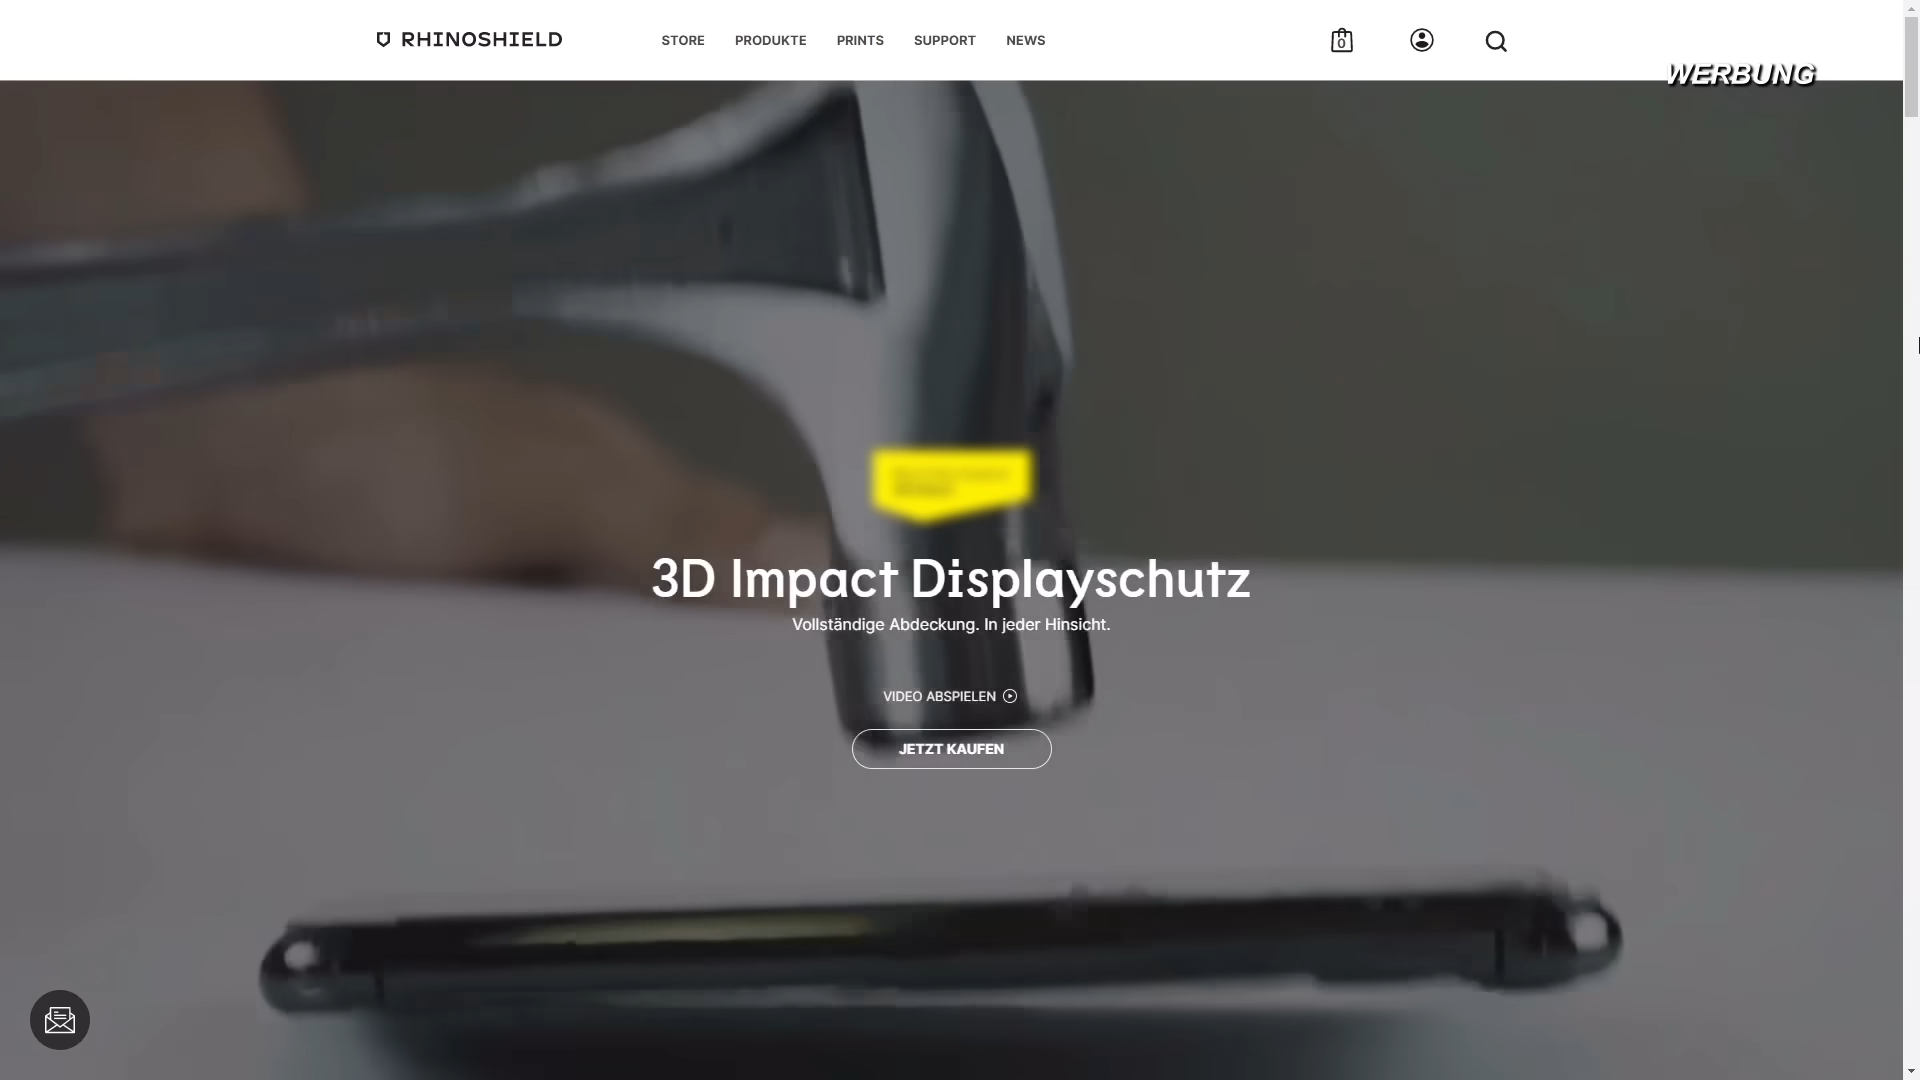 RHINOSHIELD
STORE PRODUKTE PRINTS SUPPORT NEWS
0
WERBUNG
3D Impact Displayschutz
Vollständige Abdeckung. In jeder Hinsicht.
VIDEO ABSPIELEN
JETZT KAUFEN